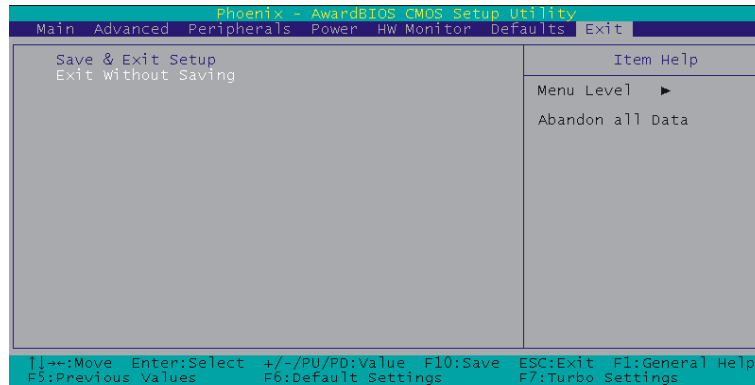 Phoenix - AwardBIOS CMOS Setup Utility
Main Advanced Peripherals Power HW Monitor Defaults Exit
Save & Exit Setup
Exit Without Saving
Item Help
Menu Level ►
Abandon all Data
↑↓→←:Move Enter:Select +/-/PU/PD:Value F10:Save ESC:Exit F1:General Help
F5:Previous Values F6:Default Settings F7:Turbo Settings